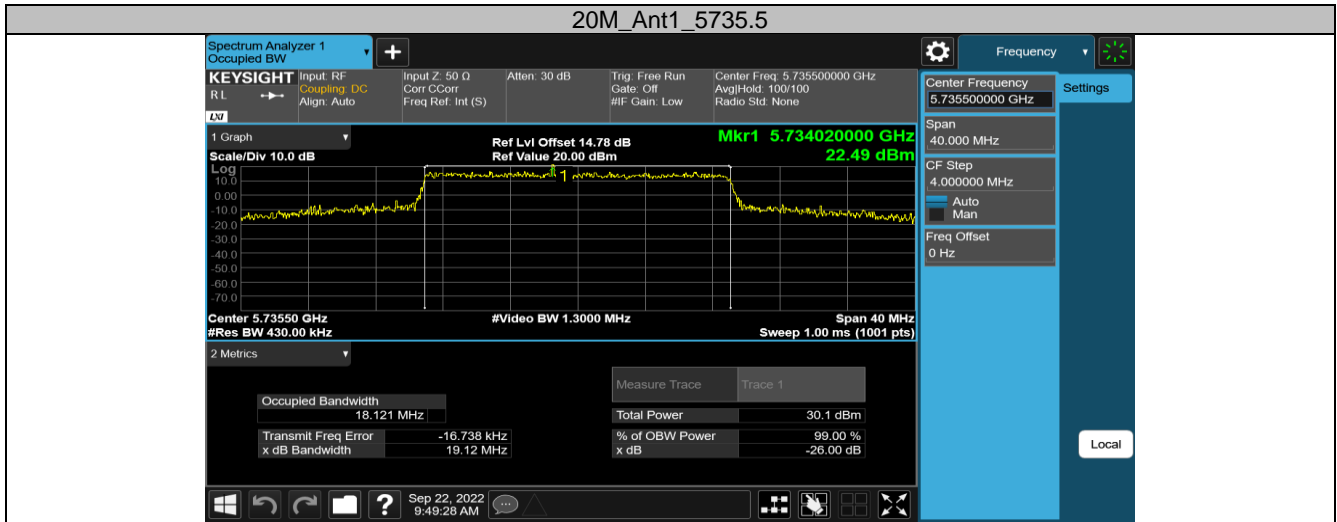 20M_Ant1_5735.5
Spectrum Analyzer 1
Occupied BW
+
Frequency
KEYSIGHT
RL
LXI
Input: RF
Coupling: DC
Align: Auto
Input Z: 50 Ω
Corr CCorr
Freq Ref: Int (S)
Atten: 30 dB
Trig: Free Run
Gate: Off
#IF Gain: Low
Center Freq: 5.735500000 GHz
Avg|Hold: 100/100
Radio Std: None
Center Frequency
5.735500000 GHz
Settings
Span
40.000 MHz
CF Step
4.000000 MHz
Auto
Man
Freq Offset
0 Hz
Local
1 Graph
Scale/Div 10.0 dB
Ref Lvl Offset 14.78 dB
Ref Value 20.00 dBm
Mkr1 5.734020000 GHz
22.49 dBm
Log
10.0
0.00
-10.0
-20.0
-30.0
-40.0
-50.0
-60.0
-70.0
1
Center 5.73550 GHz
#Res BW 430.00 kHz
#Video BW 1.3000 MHz
Span 40 MHz
Sweep 1.00 ms (1001 pts)
2 Metrics
Measure Trace Trace 1
Occupied Bandwidth
18.121 MHz
Total Power 30.1 dBm
Transmit Freq Error -16.738 kHz
% of OBW Power 99.00 %
x dB Bandwidth 19.12 MHz
x dB -26.00 dB
?
Sep 22, 2022
9:49:28 AM